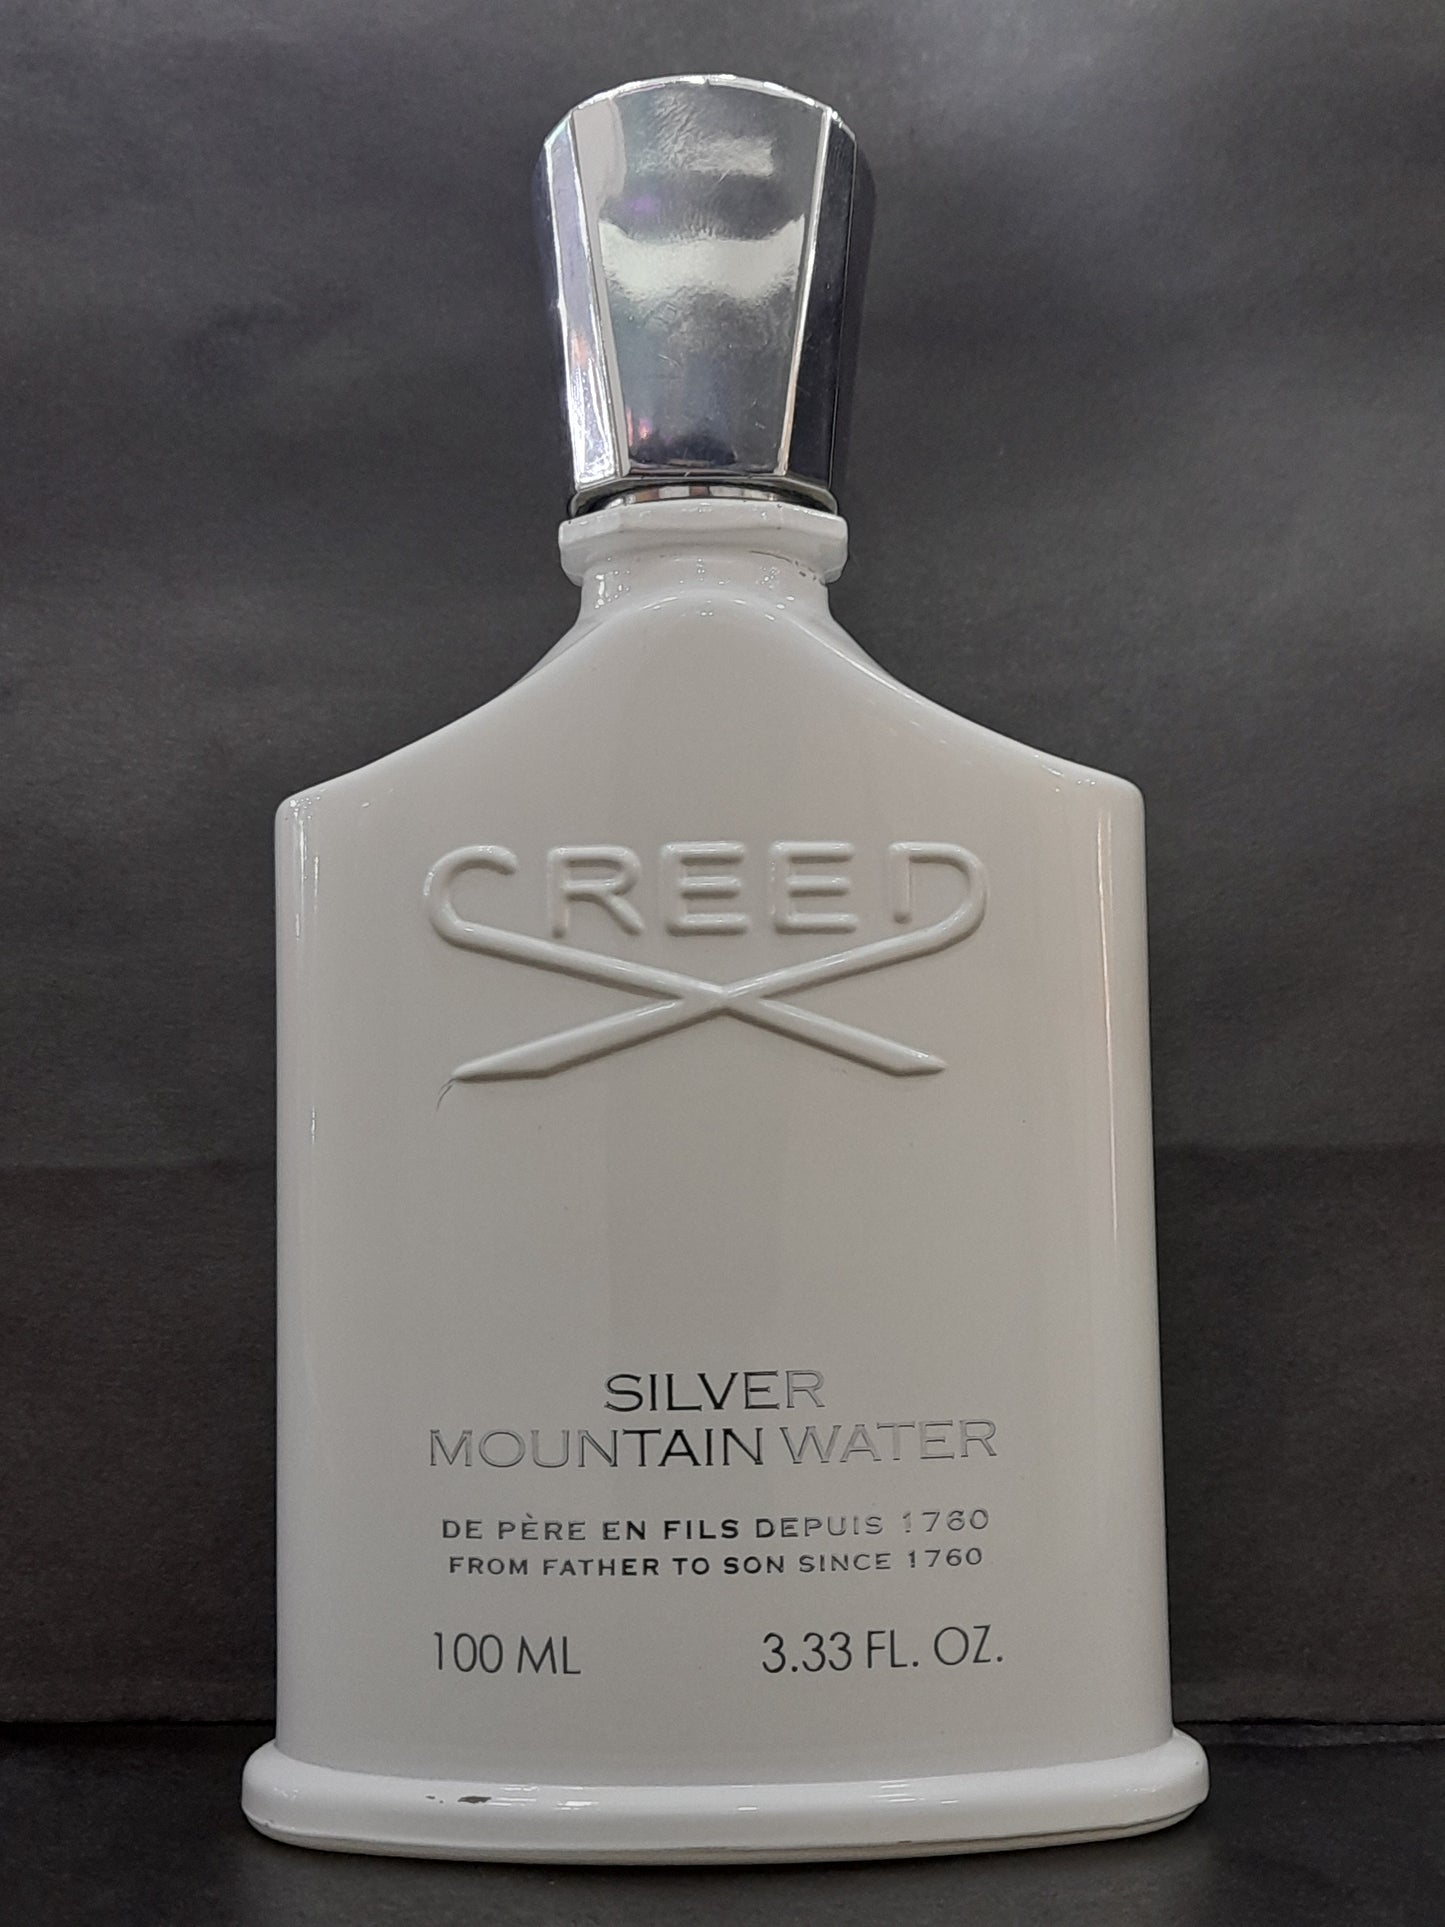 CREED
SILVER
MOUNTAIN WATER
DE PÈRE EN FILS DEPUIS 1760
FROM FATHER TO SON SINCE 1760
100 ML 3.33 FL. OZ.